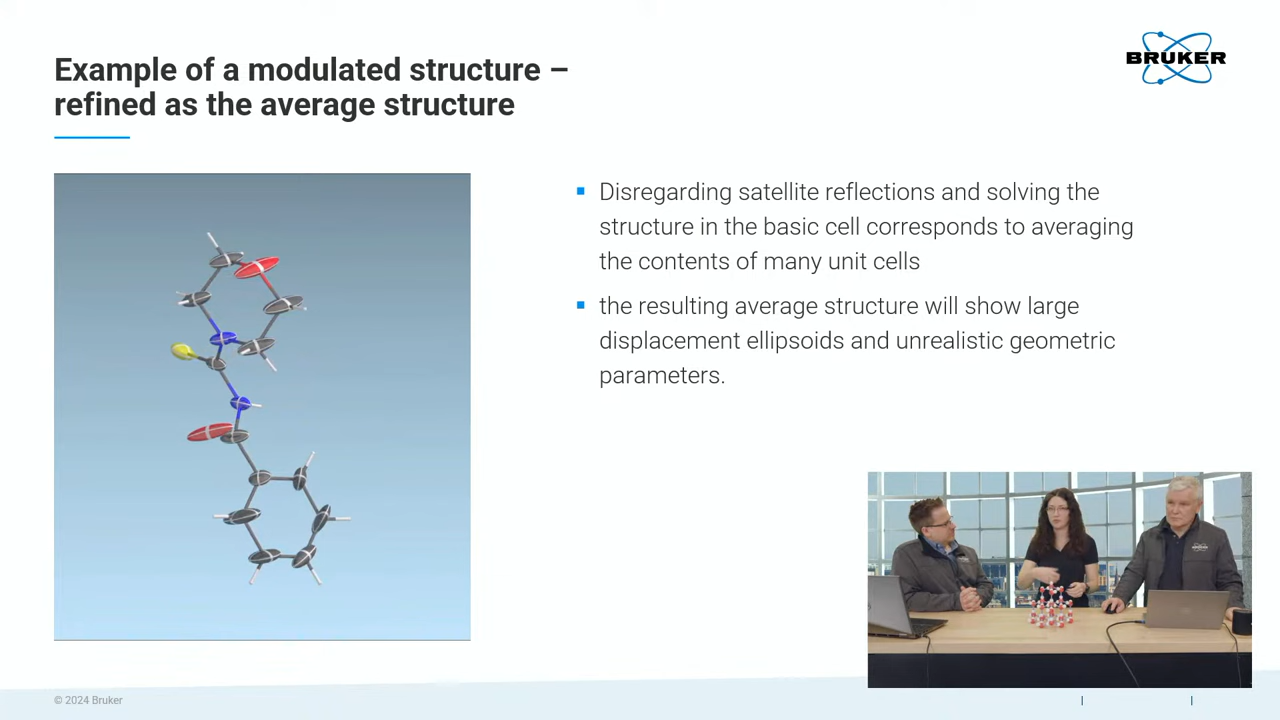 Example of a modulated structure –
refined as the average structure
BRUKER
Disregarding satellite reflections and solving the
structure in the basic cell corresponds to averaging
the contents of many unit cells
the resulting average structure will show large
displacement ellipsoids and unrealistic geometric
parameters.
BRUKER
© 2024 Bruker